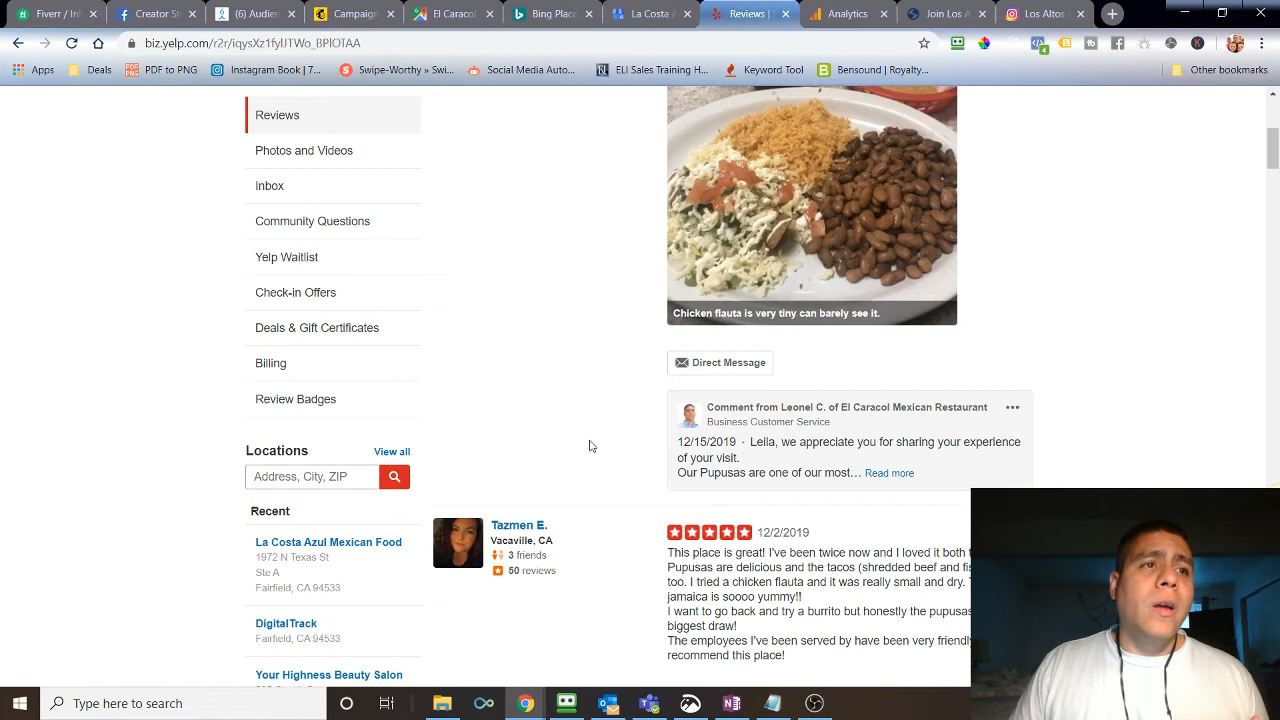 Fiverr / Int
Creator St
(6) Audien
Campaign
El Caracol
Bing Place
La Costa A
Reviews |
Analytics
Join Los A
Los Altos
biz.yelp.com/r2r/
Apps
Deals
PDF to PNG
Instagram Book | 7...
Swipe-Worthy » Swi...
Social Media Auto...
ELI Sales Training H...
Keyword Tool
Bensound | Royalty...
Other bookmarks
Reviews
Photos and Videos
Inbox
Community Questions
Yelp Waitlist
Check-in Offers
Deals & Gift Certificates
Billing
Review Badges
Locations
View all
Address, City, ZIP
Recent
La Costa Azul Mexican Food
1972 N Texas St
Ste A
Fairfield, CA 94533
DigitalTrack
Fairfield, CA 94533
Your Highness Beauty Salon
Chicken flauta is very tiny can barely see it.
Direct Message
Comment from Leonel C. of El Caracol Mexican Restaurant
Business Customer Service
12/15/2019 · Leila, we appreciate you for sharing your experience
of your visit.
Our Pupusas are one of our most… Read more
Tazmen E.
Vacaville, CA
3 friends
50 reviews
12/2/2019
This place is great! I've been twice now and I loved it both t
Pupusas are delicious and the tacos (shredded beef and fis
too. I tried a chicken flauta and it was really small and dry. T
jamaica is soooo yummy!!
I want to go back and try a burrito but honestly the pupusas
biggest draw!
The employees I've been served by have been very friendly
recommend this place!
Type here to search